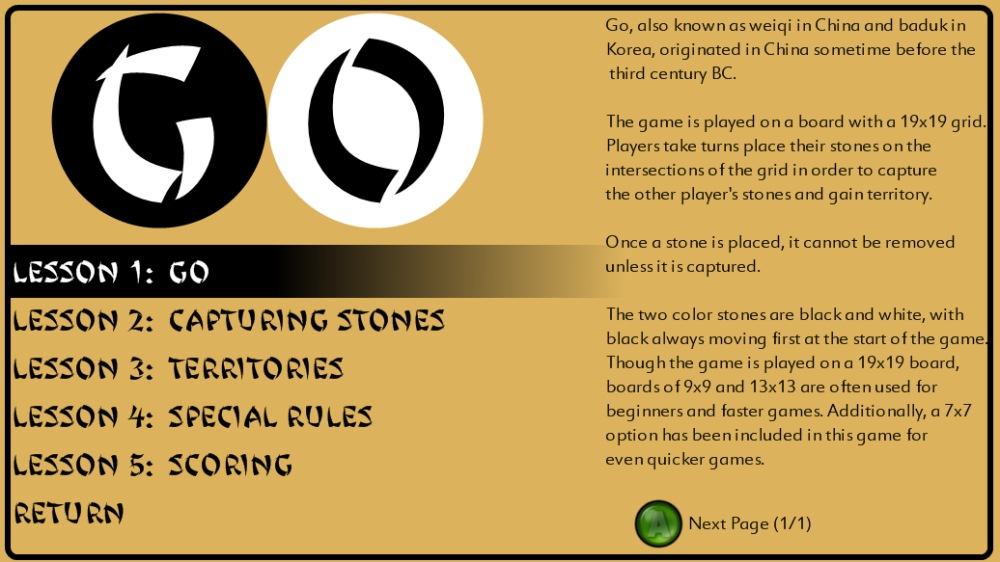 GO
LESSON 1: GO
LESSON 2: CAPTURING STONES
LESSON 3: TERRITORIES
LESSON 4: SPECIAL RULES
LESSON 5: SCORING
RETURN
Go, also known as weiqi in China and baduk in
Korea, originated in China sometime before the
third century BC.
The game is played on a board with a 19x19 grid.
Players take turns place their stones on the
intersections of the grid in order to capture
the other player's stones and gain territory.
Once a stone is placed, it cannot be removed
unless it is captured.
The two color stones are black and white, with
black always moving first at the start of the game.
Though the game is played on a 19x19 board,
boards of 9x9 and 13x13 are often used for
beginners and faster games. Additionally, a 7x7
option has been included in this game for
even quicker games.
A Next Page (1/1)